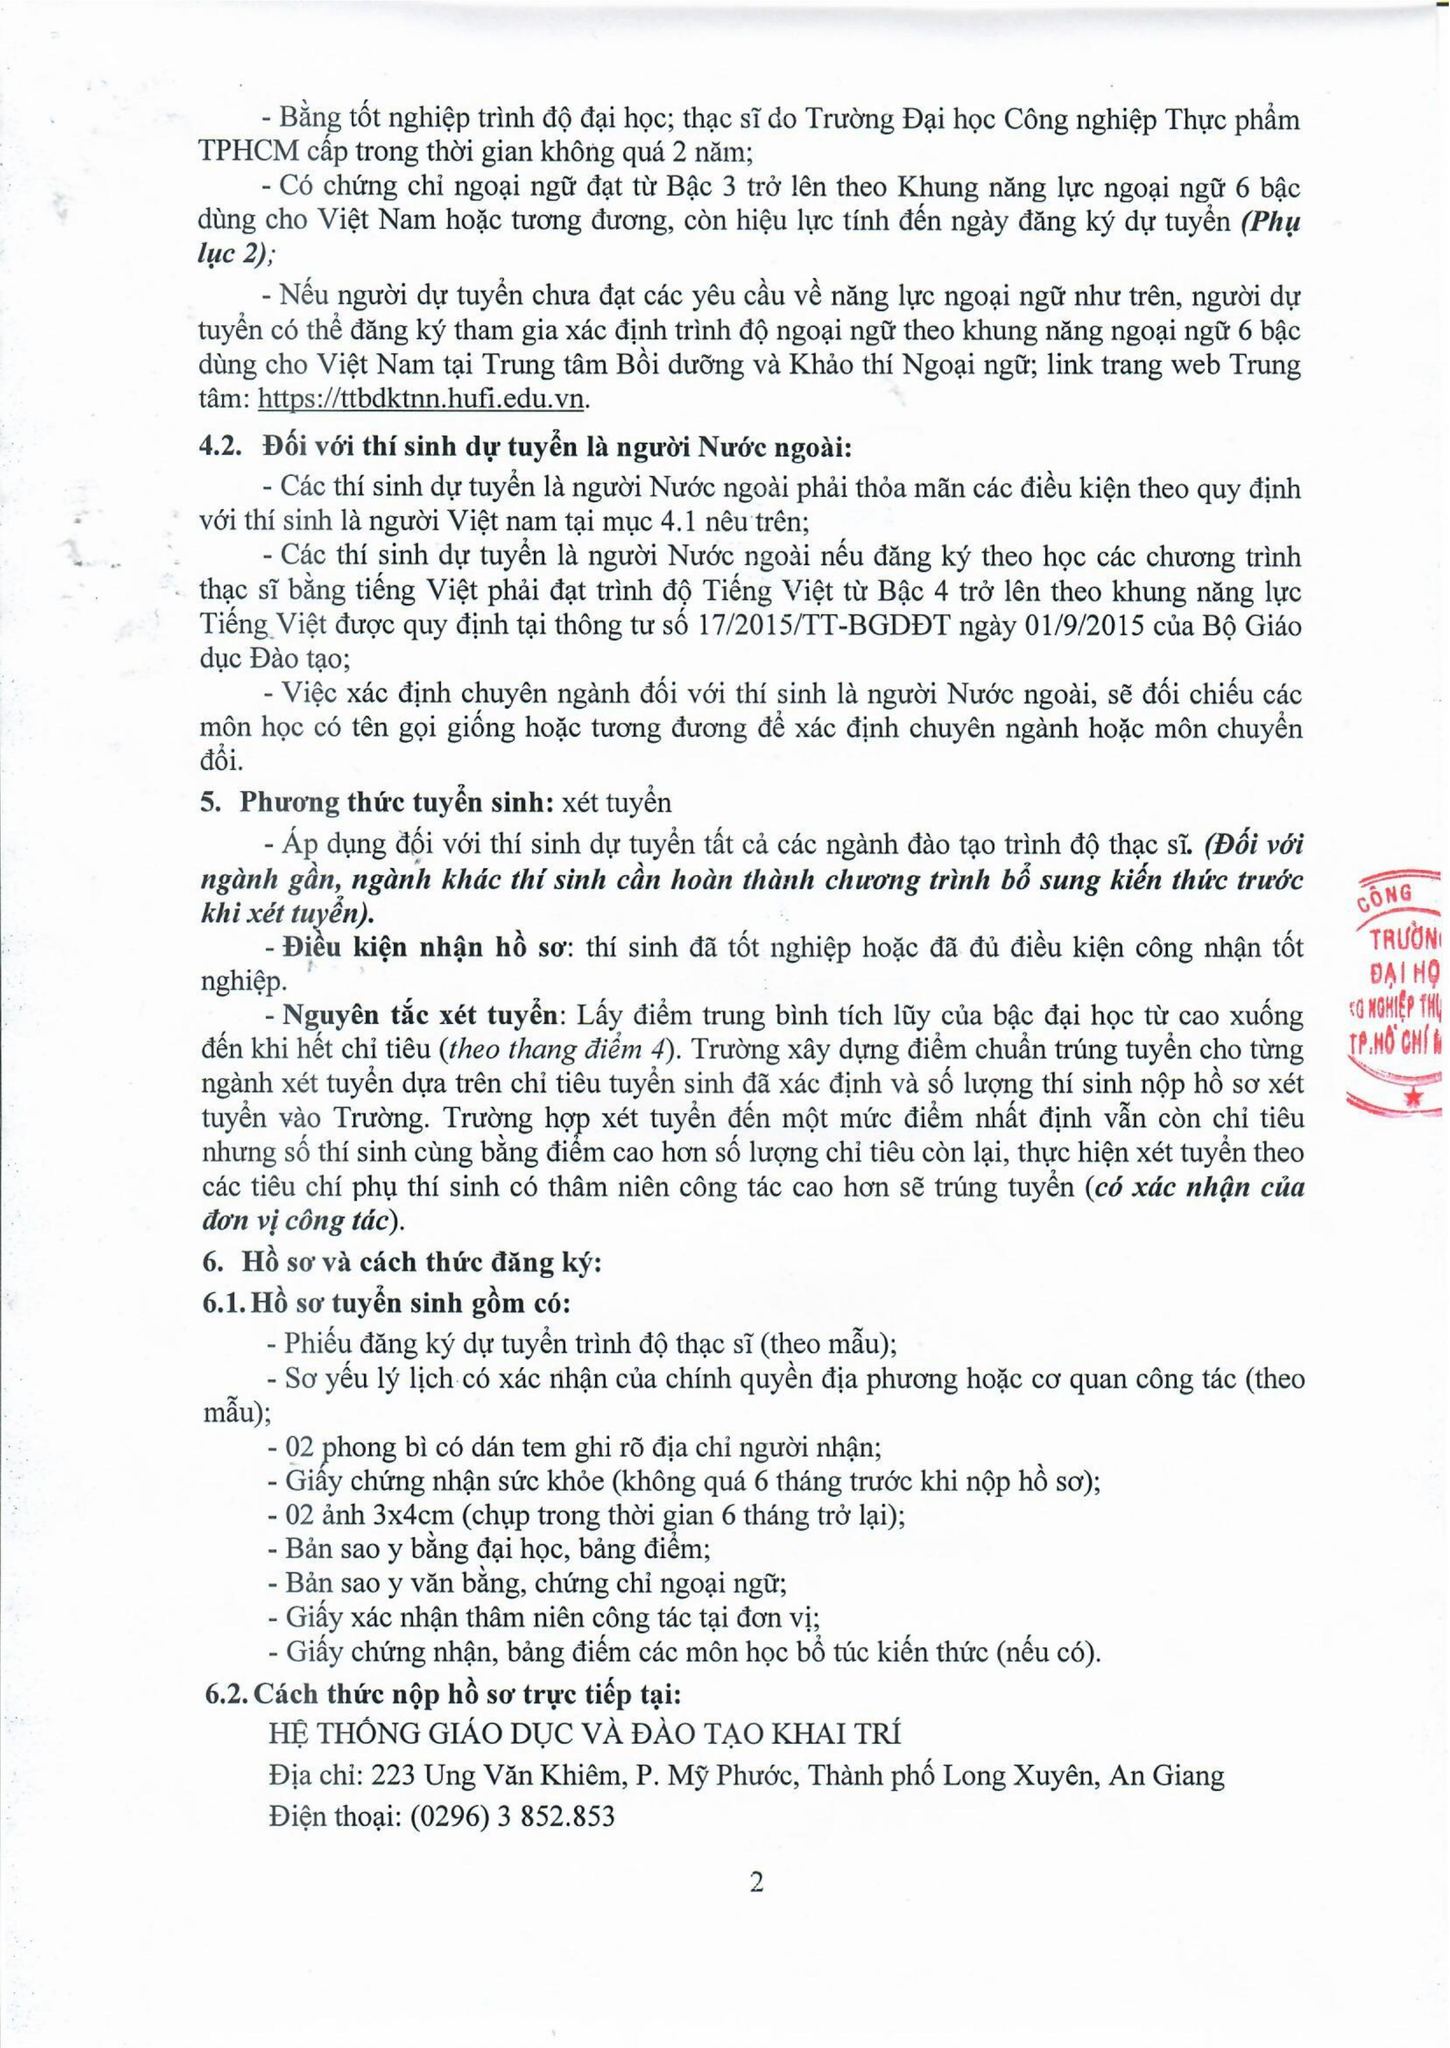 - Bằng tốt nghiệp trình độ đại học; thạc sĩ do Trường Đại học Công nghiệp Thực phẩm
TPHCM cấp trong thời gian không quá 2 năm;
- Có chứng chỉ ngoại ngữ đạt từ Bậc 3 trở lên theo Khung năng lực ngoại ngữ 6 bậc
dùng cho Việt Nam hoặc tương đương, còn hiệu lực tính đến ngày đăng ký dự tuyển (Phụ
lục 2);
- Nếu người dự tuyển chưa đạt các yêu cầu về năng lực ngoại ngữ như trên, người dự
tuyển có thể đăng ký tham gia xác định trình độ ngoại ngữ theo khung năng ngoại ngữ 6 bậc
dùng cho Việt Nam tại Trung tâm Bồi dưỡng và Khảo thí Ngoại ngữ; link trang web Trung
tâm: https://ttbdktnn.hufi.edu.vn.
4.2. Đối với thí sinh dự tuyển là người Nước ngoài:
- Các thí sinh dự tuyển là người Nước ngoài phải thỏa mãn các điều kiện theo quy định
với thí sinh là người Việt nam tại mục 4.1 nêu trên;
- Các thí sinh dự tuyển là người Nước ngoài nếu đăng ký theo học các chương trình
thạc sĩ bằng tiếng Việt phải đạt trình độ Tiếng Việt từ Bậc 4 trở lên theo khung năng lực
Tiếng Việt được quy định tại thông tư số 17/2015/TT-BGDĐT ngày 01/9/2015 của Bộ Giáo
dục Đào tạo;
- Việc xác định chuyên ngành đối với thí sinh là người Nước ngoài, sẽ đối chiếu các
môn học có tên gọi giống hoặc tương đương để xác định chuyên ngành hoặc môn chuyển
đổi.
5. Phương thức tuyển sinh: xét tuyển
- Áp dụng đối với thí sinh dự tuyển tất cả các ngành đào tạo trình độ thạc sĩ. (Đối với
ngành gần, ngành khác thí sinh cần hoàn thành chương trình bổ sung kiến thức trước
khi xét tuyển).
- Điều kiện nhận hồ sơ: thí sinh đã tốt nghiệp hoặc đã đủ điều kiện công nhận tốt
nghiệp.
- Nguyên tắc xét tuyển: Lấy điểm trung bình tích lũy của bậc đại học từ cao xuống
đến khi hết chỉ tiêu (theo thang điểm 4). Trường xây dựng điểm chuẩn trúng tuyển cho từng
ngành xét tuyển dựa trên chỉ tiêu tuyển sinh đã xác định và số lượng thí sinh nộp hồ sơ xét
tuyển vào Trường. Trường hợp xét tuyển đến một mức điểm nhất định vẫn còn chỉ tiêu
nhưng số thí sinh cùng bằng điểm cao hơn số lượng chỉ tiêu còn lại, thực hiện xét tuyển theo
các tiêu chí phụ thí sinh có thâm niên công tác cao hơn sẽ trúng tuyển (có xác nhận của
đơn vị công tác).
CÔNG
TRƯỜN
ĐẠI HỌ
NGHIỆP TH
TP.HỒ CHÍ
6. Hồ sơ và cách thức đăng ký:
6.1. Hồ sơ tuyển sinh gồm có:
- Phiếu đăng ký dự tuyển trình độ thạc sĩ (theo mẫu);
- Sơ yếu lý lịch có xác nhận của chính quyền địa phương hoặc cơ quan công tác (theo
mẫu);
- 02 phong bì có dán tem ghi rõ địa chỉ người nhận;
- Giấy chứng nhận sức khỏe (không quá 6 tháng trước khi nộp hồ sơ);
- 02 ảnh 3x4cm (chụp trong thời gian 6 tháng trở lại);
- Bản sao y bằng đại học, bảng điểm;
- Bản sao y văn bằng, chứng chỉ ngoại ngữ;
- Giấy xác nhận thâm niên công tác tại đơn vị;
- Giấy chứng nhận, bảng điểm các môn học bổ túc kiến thức (nếu có).
6.2. Cách thức nộp hồ sơ trực tiếp tại:
HỆ THỐNG GIÁO DỤC VÀ ĐÀO TẠO KHAI TRÍ
Địa chỉ: 223 Ung Văn Khiêm, P. Mỹ Phước, Thành phố Long Xuyên, An Giang
Điện thoại: (0296) 3 852.853
2